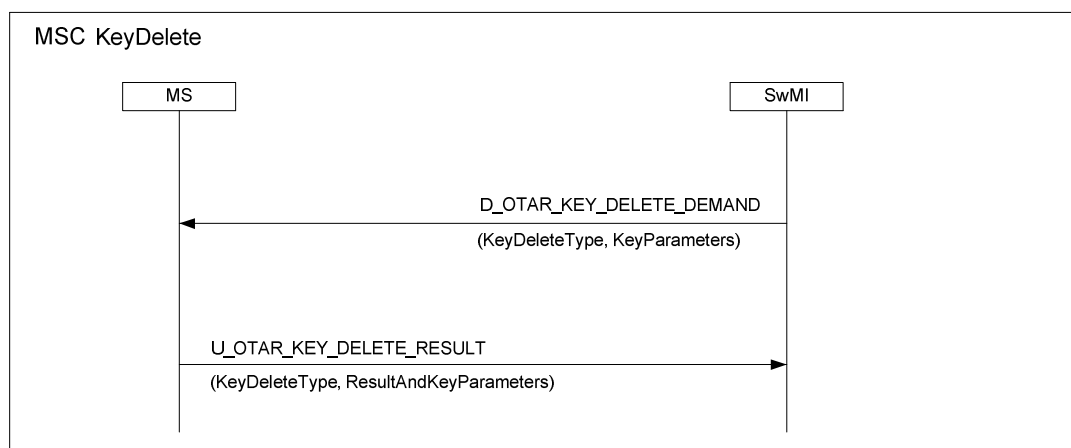 MSC KeyDelete
MS
SwMI
D_OTAR_KEY_DELETE_DEMAND
(KeyDeleteType, KeyParameters)
U_OTAR_KEY_DELETE_RESULT
(KeyDeleteType, ResultAndKeyParameters)